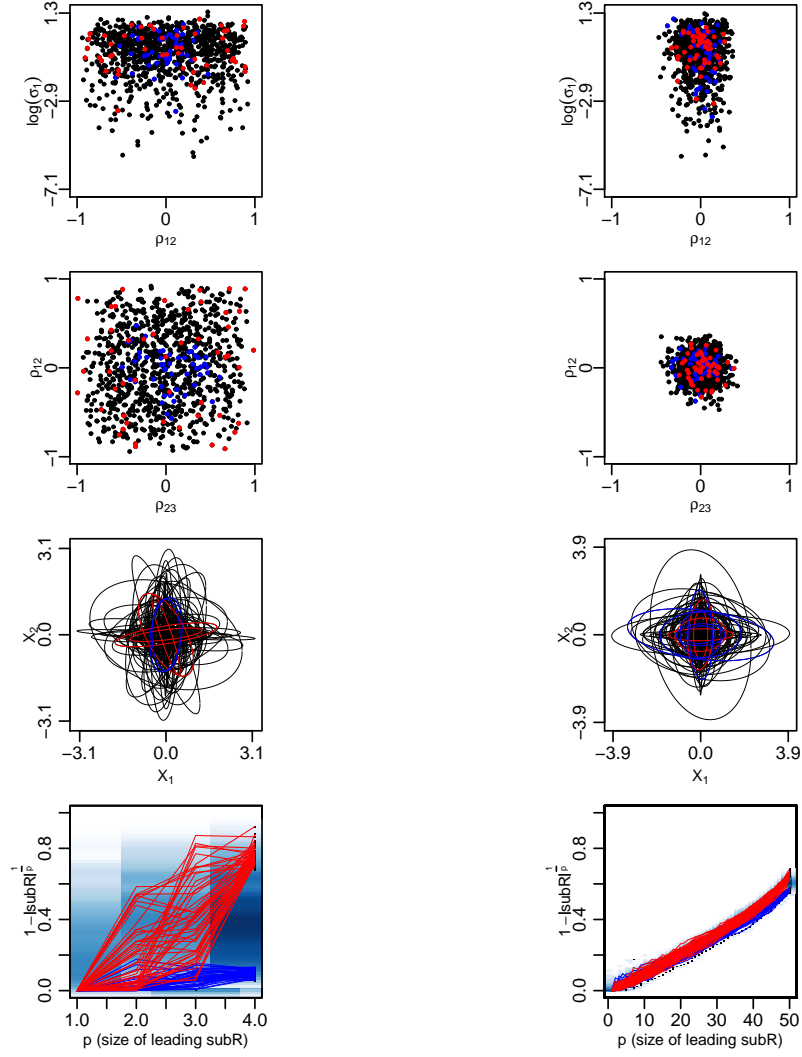 1.3
−2.9
−7.1
log(σ1)
−1 0 1
ρ12
1.3
−2.9
−7.1
log(σ1)
−1 0 1
ρ12
1
0
−1
ρ12
−1 0 1
ρ23
1
0
−1
ρ12
−1 0 1
ρ23
3.1
0.0
−3.1
X2
−3.1 0.0 3.1
X1
3.9
0.0
−3.9
X2
−3.9 0.0 3.9
X1
0.8
0.4
0.0
1−|subR|^(1/p)
1.0 2.0 3.0 4.0
p (size of leading subR)
0.8
0.4
0.0
1−|subR|^(1/p)
0 10 20 30 40 50
p (size of leading subR)